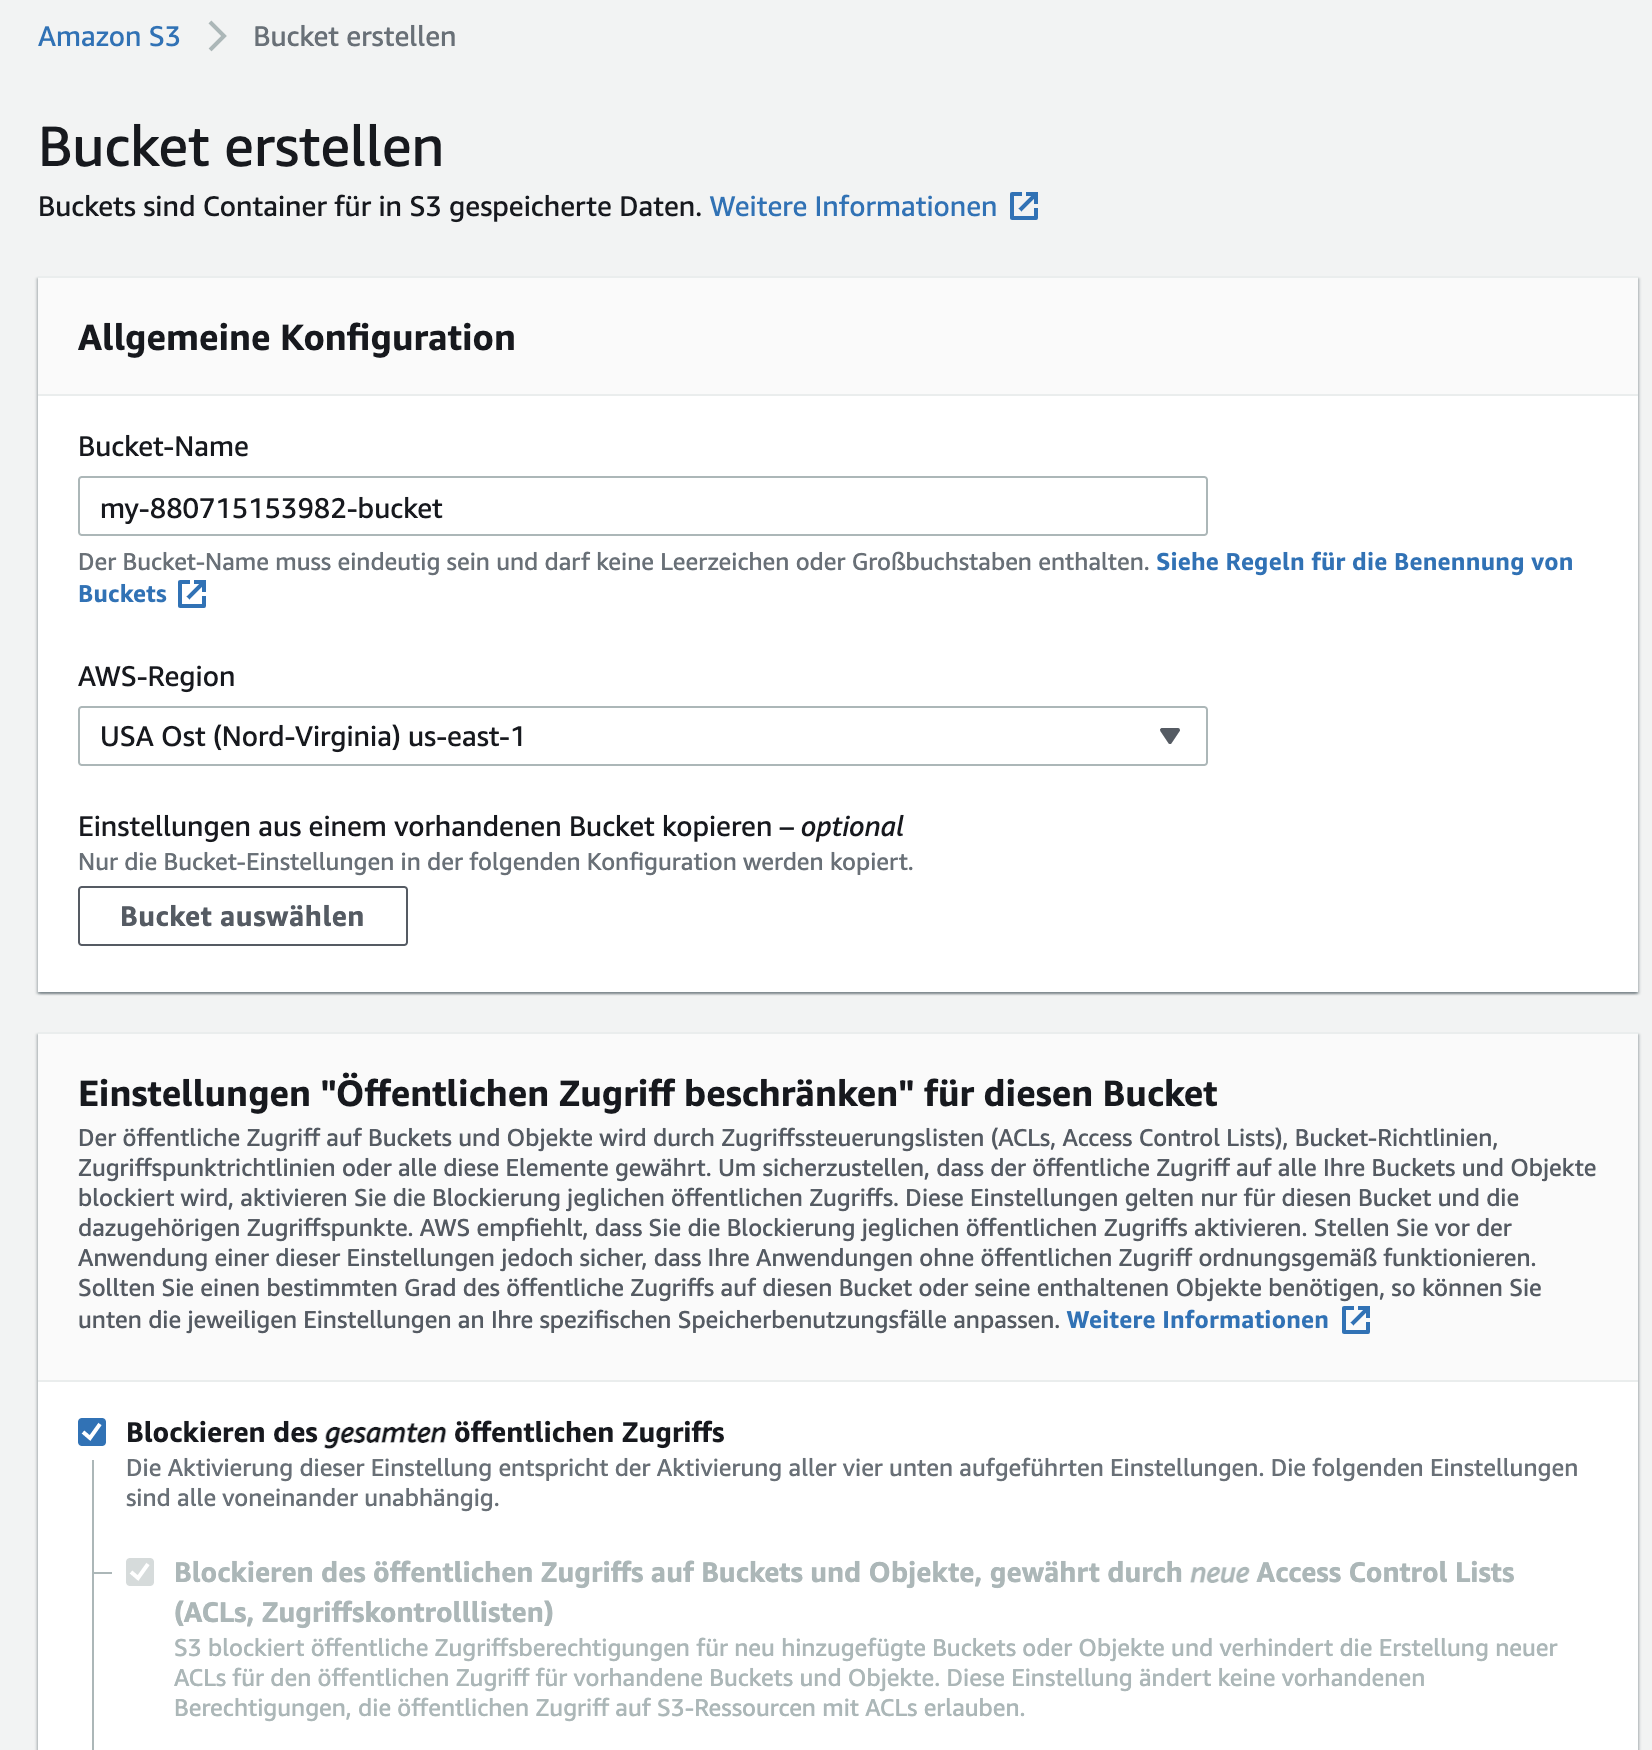 Amazon S3 > Bucket erstellen
Bucket erstellen
Buckets sind Container für in S3 gespeicherte Daten. Weitere Informationen
Allgemeine Konfiguration
Bucket-Name
my-880715153982-bucket
Der Bucket-Name muss eindeutig sein und darf keine Leerzeichen oder Großbuchstaben enthalten. Siehe Regeln für die Benennung von
Buckets
AWS-Region
USA Ost (Nord-Virginia) us-east-1
Einstellungen aus einem vorhandenen Bucket kopieren – optional
Nur die Bucket-Einstellungen in der folgenden Konfiguration werden kopiert.
Bucket auswählen
Einstellungen "Öffentlichen Zugriff beschränken" für diesen Bucket
Der öffentliche Zugriff auf Buckets und Objekte wird durch Zugriffssteuerungslisten (ACLs, Access Control Lists), Bucket-Richtlinien,
Zugriffspunktrichtlinien oder alle diese Elemente gewährt. Um sicherzustellen, dass der öffentliche Zugriff auf alle Ihre Buckets und Objekte
blockiert wird, aktivieren Sie die Blockierung jeglichen öffentlichen Zugriffs. Diese Einstellungen gelten nur für diesen Bucket und die
dazugehörigen Zugriffspunkte. AWS empfiehlt, dass Sie die Blockierung jeglichen öffentlichen Zugriffs aktivieren. Stellen Sie vor der
Anwendung einer dieser Einstellungen jedoch sicher, dass Ihre Anwendungen ohne öffentlichen Zugriff ordnungsgemäß funktionieren.
Sollten Sie einen bestimmten Grad des öffentliche Zugriffs auf diesen Bucket oder seine enthaltenen Objekte benötigen, so können Sie
unten die jeweiligen Einstellungen an Ihre spezifischen Speicherbenutzungsfälle anpassen. Weitere Informationen
Blockieren des gesamten öffentlichen Zugriffs
Die Aktivierung dieser Einstellung entspricht der Aktivierung aller vier unten aufgeführten Einstellungen. Die folgenden Einstellungen
sind alle voneinander unabhängig.
Blockieren des öffentlichen Zugriffs auf Buckets und Objekte, gewährt durch neue Access Control Lists
(ACLs, Zugriffskontrolllisten)
S3 blockiert öffentliche Zugriffsberechtigungen für neu hinzugefügte Buckets oder Objekte und verhindert die Erstellung neuer
ACLs für den öffentlichen Zugriff für vorhandene Buckets und Objekte. Diese Einstellung ändert keine vorhandenen
Berechtigungen, die öffentlichen Zugriff auf S3-Ressourcen mit ACLs erlauben.